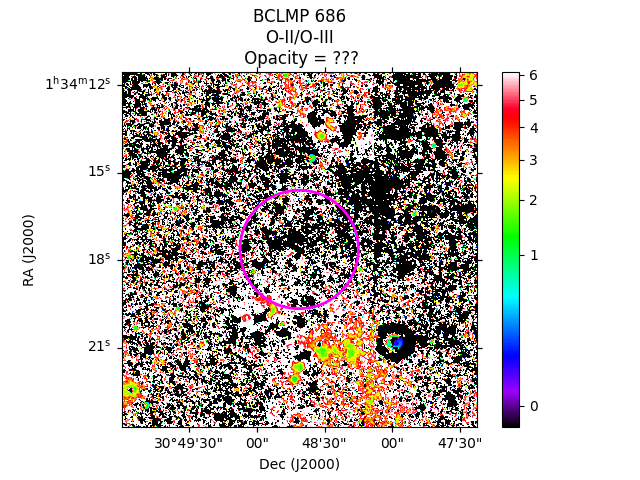 BCLMP 686
O-II/O-III
Opacity = ???
1ʰ34ᵐ12ˢ
15ˢ
18ˢ
21ˢ
RA (J2000)
30°49'30" 00" 48'30" 00" 47'30"
Dec (J2000)
6
5
4
3
2
1
0